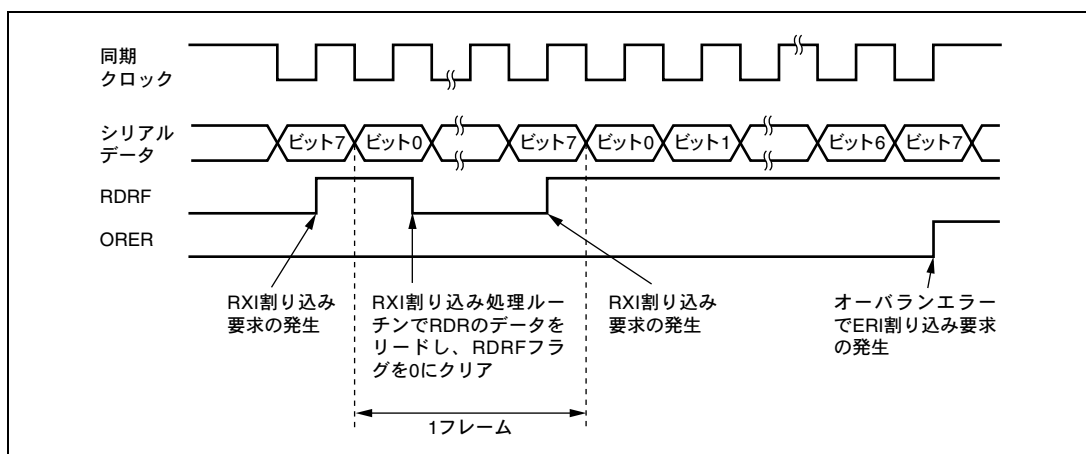 同期
クロック
シリアル
データ
ビット7
ビット0
ビット7
ビット0
ビット1
ビット6
ビット7
RDRF
ORER
RXI割り込み
要求の発生
RXI割り込み処理ルー
チンでRDRのデータを
リードし、RDRFフラ
グを0にクリア
RXI割り込み
要求の発生
オーバランエラー
でERI割り込み要求
の発生
1フレーム